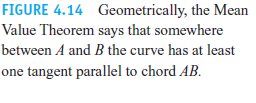 FIGURE 4.14 Geometrically, the Mean
Value Theorem says that somewhere
between A and B the curve has at least
one tangent parallel to chord AB.